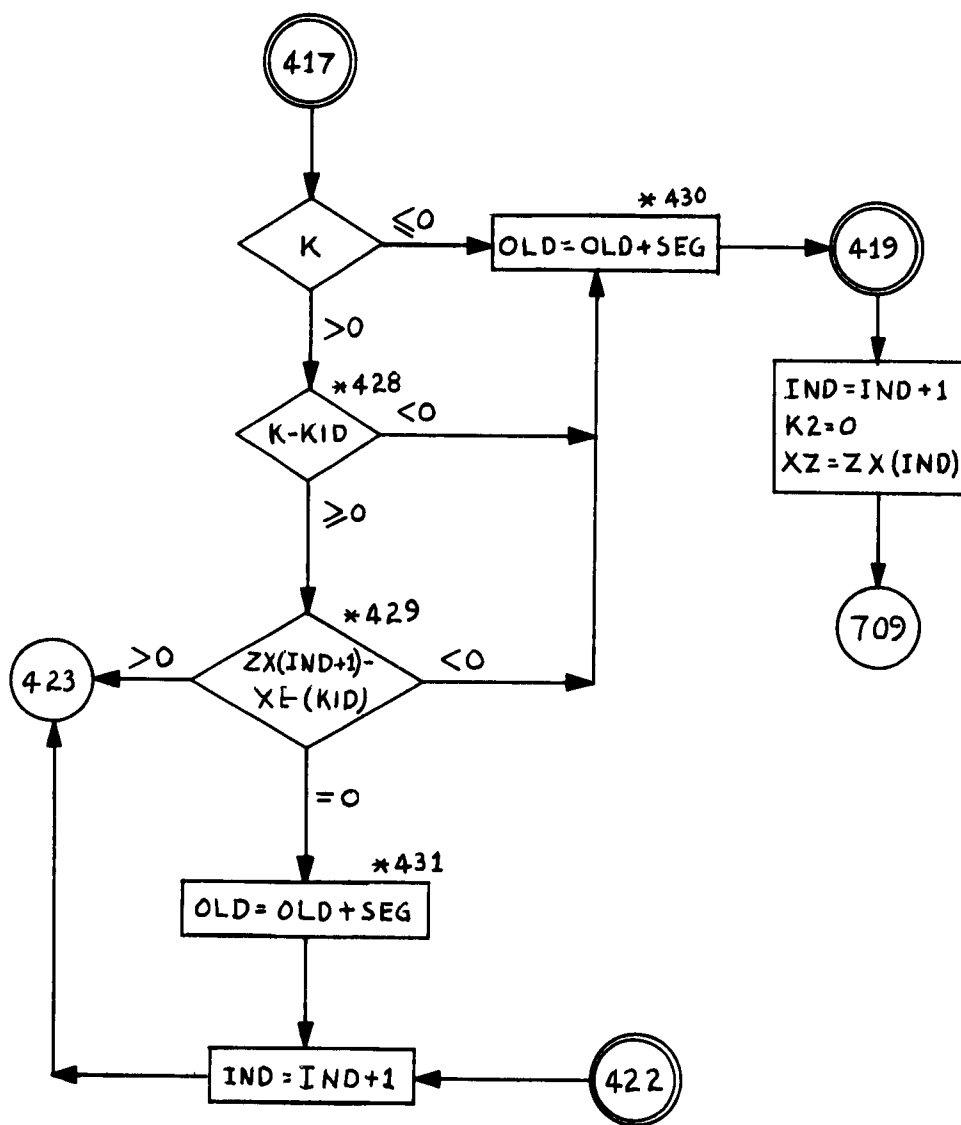 417
K
≤0
*430
OLD=OLD+SEG
419
>0
IND=IND+1
K2=0
XZ=ZX(IND)
*428
K-KID
<0
≥0
709
*429
ZX(IND+1)-
XE(KID)
>0
<0
423
=0
*431
OLD=OLD+SEG
IND=IND+1
422